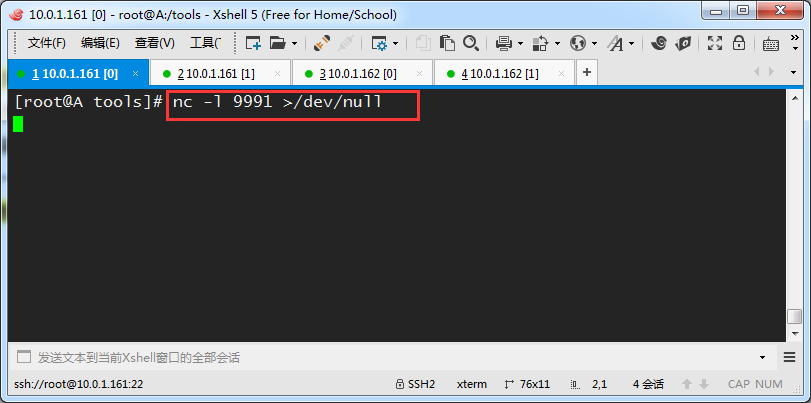 10.0.1.161 [0] - root@A:/tools - Xshell 5 (Free for Home/School)
文件(F) 编辑(E) 查看(V) 工具(
1 10.0.1.161 [0] × 2 10.0.1.161 [1] × 3 10.0.1.162 [0] × 4 10.0.1.162 [1] × +
[root@A tools]# nc -l 9991 >/dev/null
发送文本到当前Xshell窗口的全部会话
ssh://root@10.0.1.161:22 SSH2 xterm 76x11 2,1 4 会话 CAP NUM